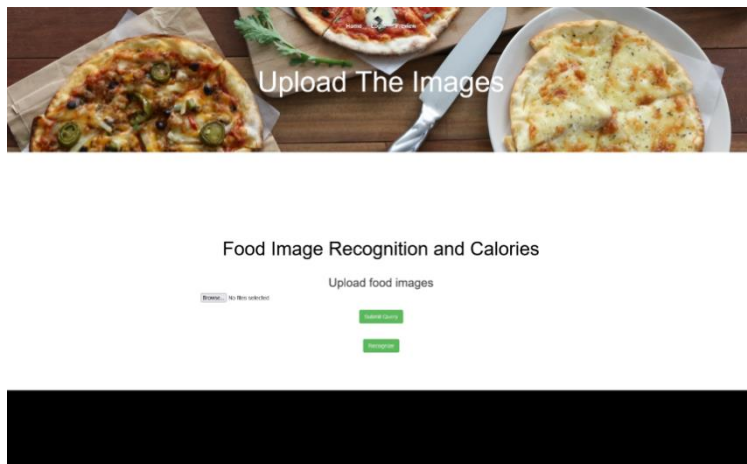 Upload The Images
Food Image Recognition and Calories
Upload food images
Browse... No files selected
Submit Query
Recognize